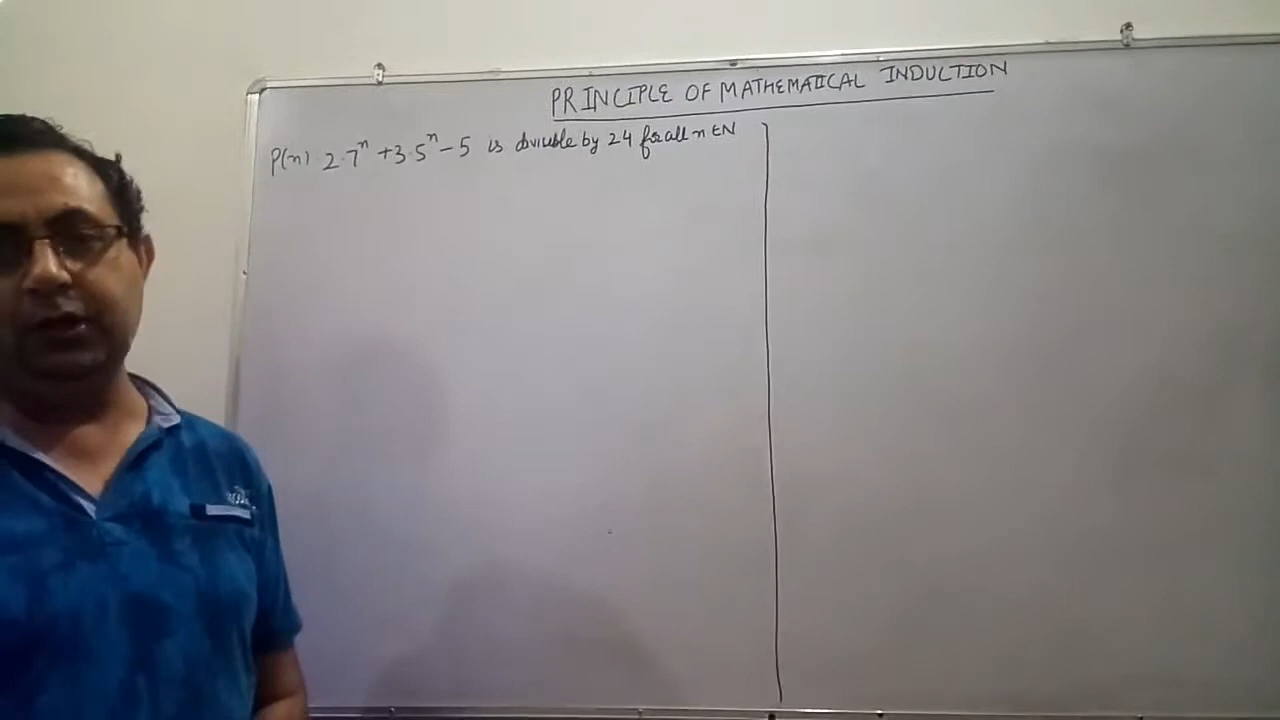 PRINCIPLE OF MATHEMATICAL INDUCTION
P(n) 2.7ⁿ +3.5ⁿ - 5 is divisible by 24 for all n ∈ N